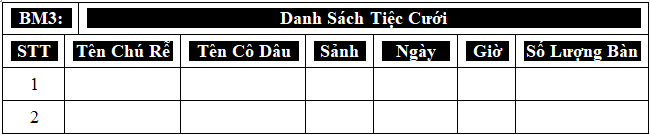 BM3: Danh Sách Tiệc Cưới
STT Tên Chú Rể Tên Cô Dâu Sảnh Ngày Giờ Số Lượng Bàn
1
2